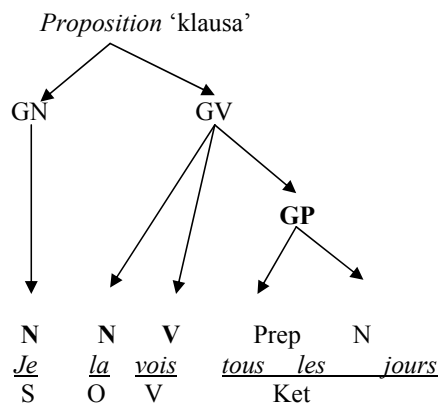 Proposition ‘klausa’
GN GV
GP
N N V Prep N
Je la vois tous les jours
S O V Ket